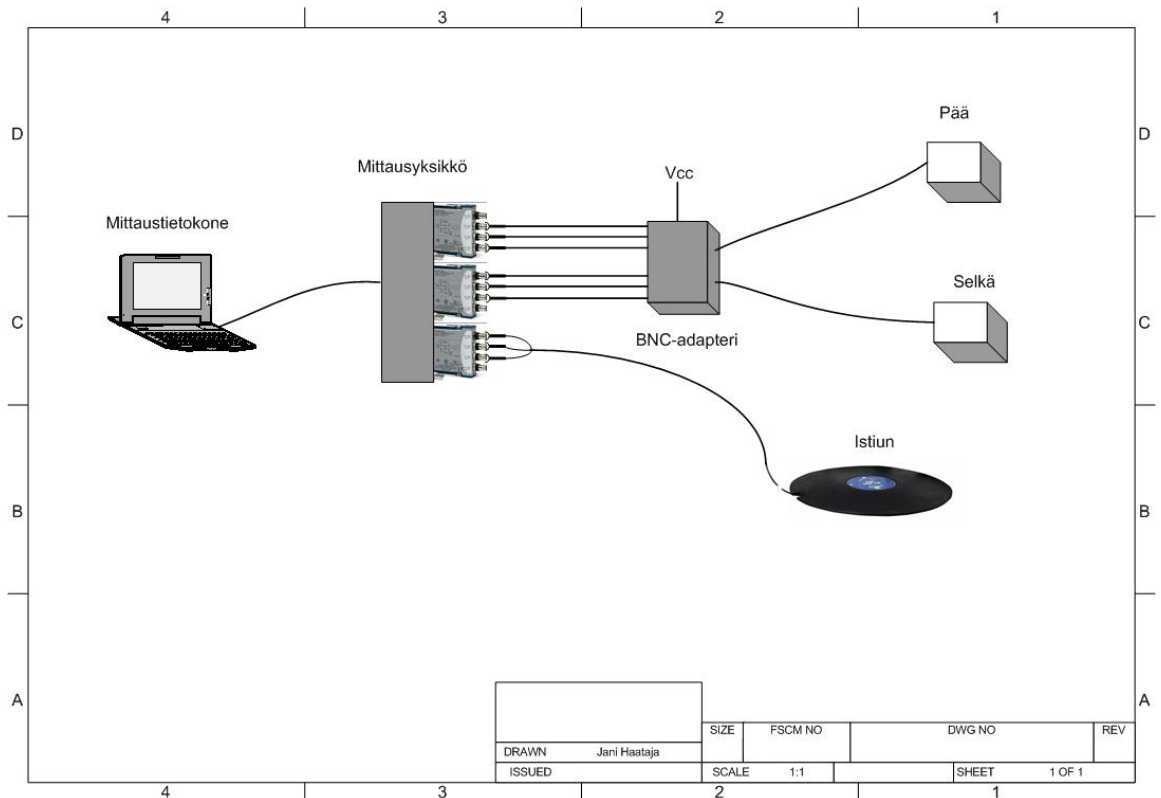 4 3 2 1
Pää
D D
Mittausyksikkö Vcc
Mittaustietokone
Selkä
C C
BNC-adapteri
Istiun
B B
A A
SIZE FSCM NO DWG NO REV
DRAWN Jani Haataja
ISSUED SCALE 1:1 SHEET 1 OF 1
4 3 2 1